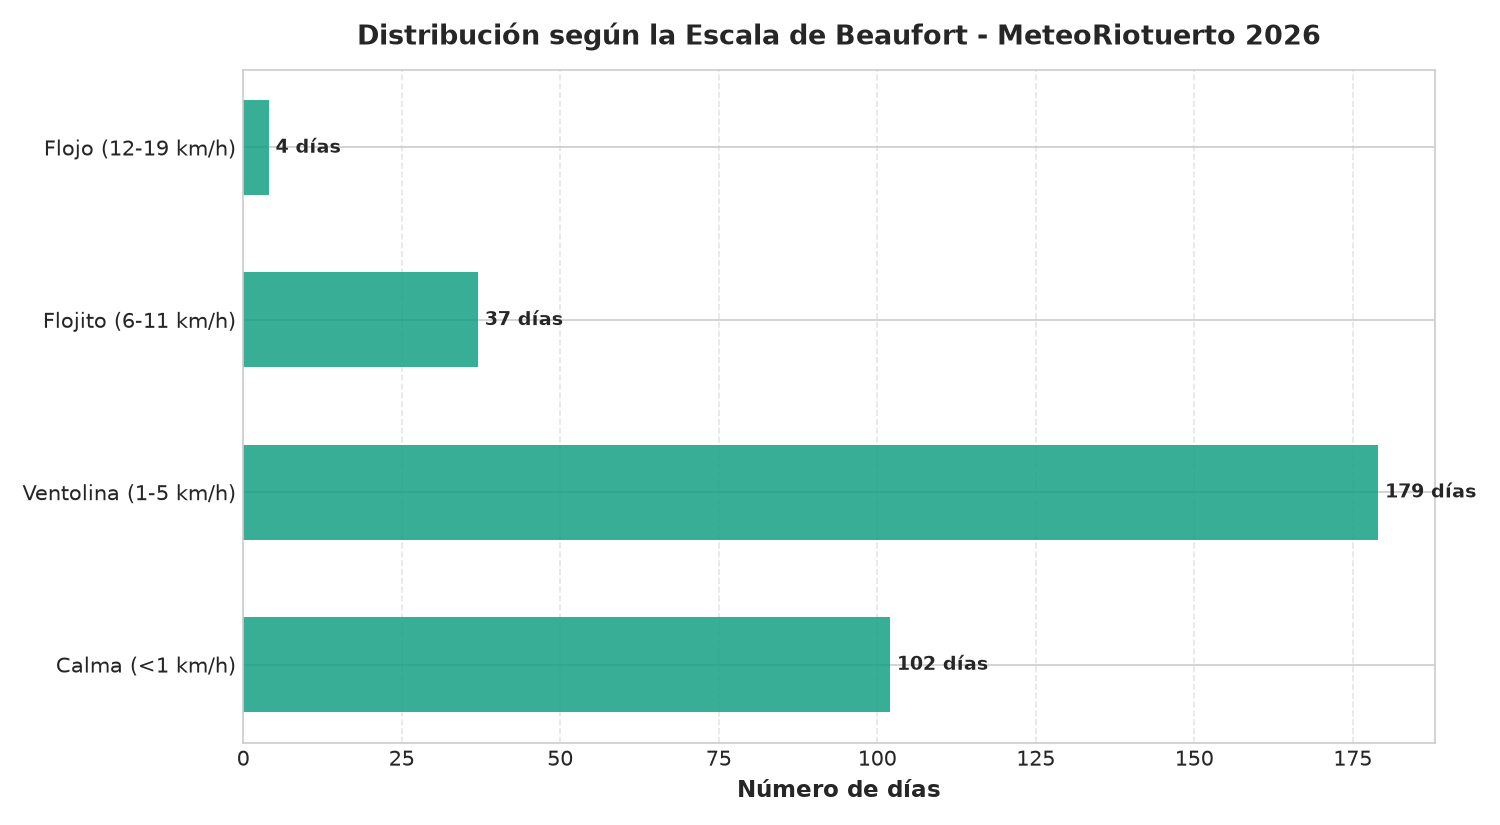 Distribución según la Escala de Beaufort - MeteoRiotuerto 2026
Flojo (12-19 km/h)
4 días
Flojito (6-11 km/h)
37 días
Ventolina (1-5 km/h)
179 días
Calma (<1 km/h)
102 días
0 25 50 75 100 125 150 175
Número de días